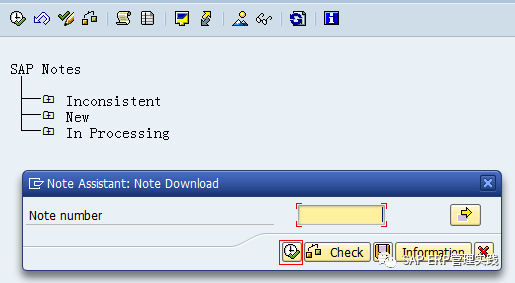 SAP Notes
Inconsistent
New
In Processing
Note Assistant: Note Download
Note number
Check
Information
SAP ERP管理实践